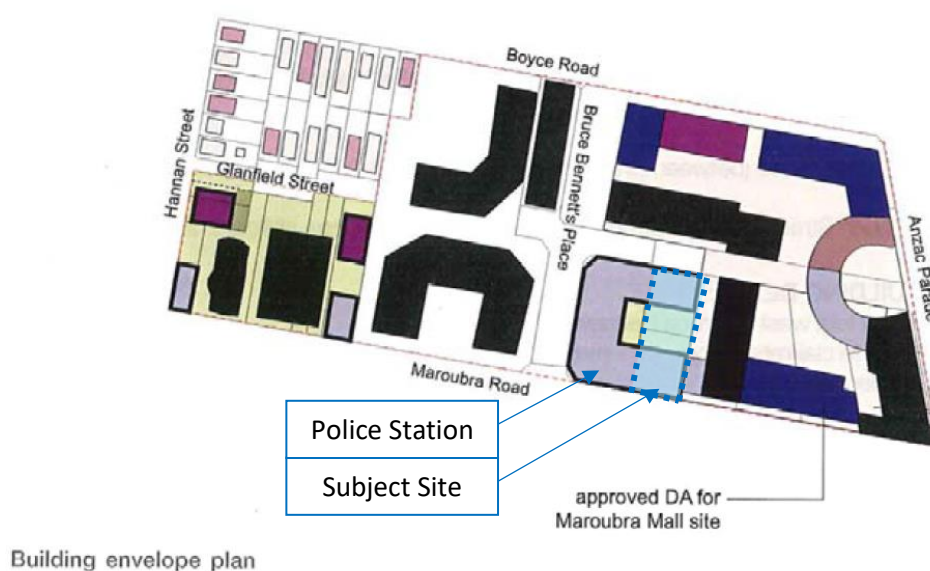 Boyce Road
Hannan Street
Glanfield Street
Bruce Bennett's Place
Anzac Parade
Maroubra Road
Police Station
Subject Site
approved DA for
Maroubra Mall site
Building envelope plan